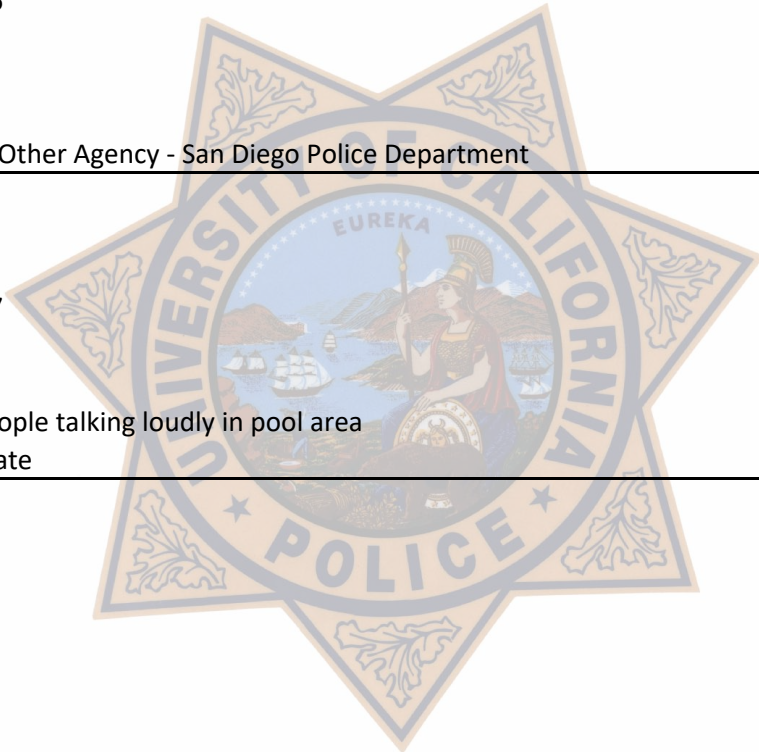 Other Agency - San Diego Police Department
UNIVERSITY OF CALIFORNIA
EUREKA
ople talking loudly in pool area
ate
POLICE